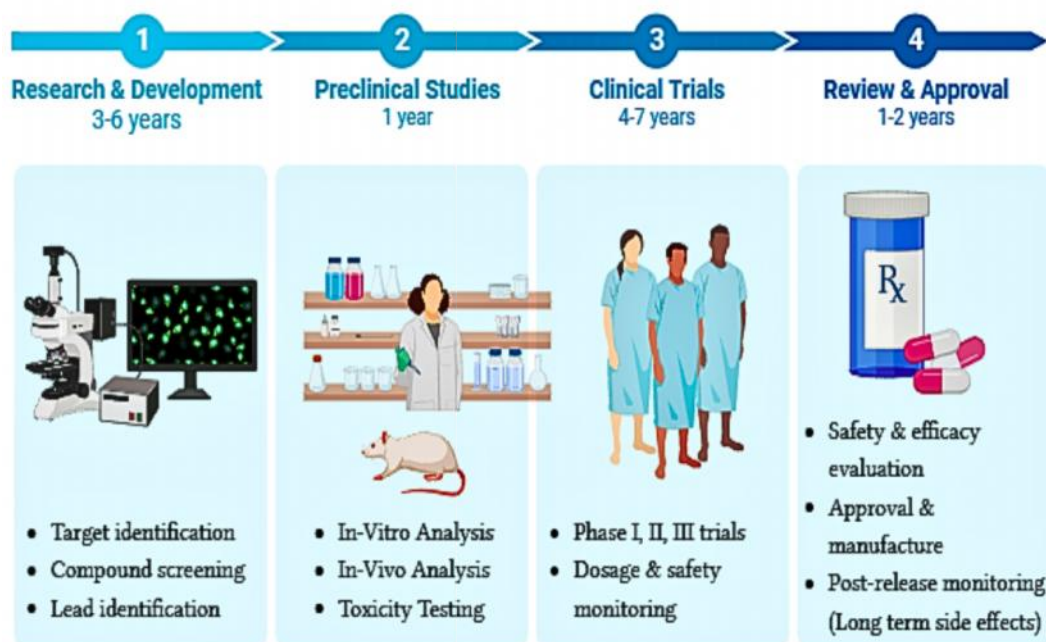 1
Research & Development
3-6 years
2
Preclinical Studies
1 year
3
Clinical Trials
4-7 years
4
Review & Approval
1-2 years
• Target identification
• Compound screening
• Lead identification
• In-Vitro Analysis
• In-Vivo Analysis
• Toxicity Testing
• Phase I, II, III trials
• Dosage & safety
monitoring
Rx
• Safety & efficacy
evaluation
• Approval &
manufacture
• Post-release monitoring
(Long term side effects)